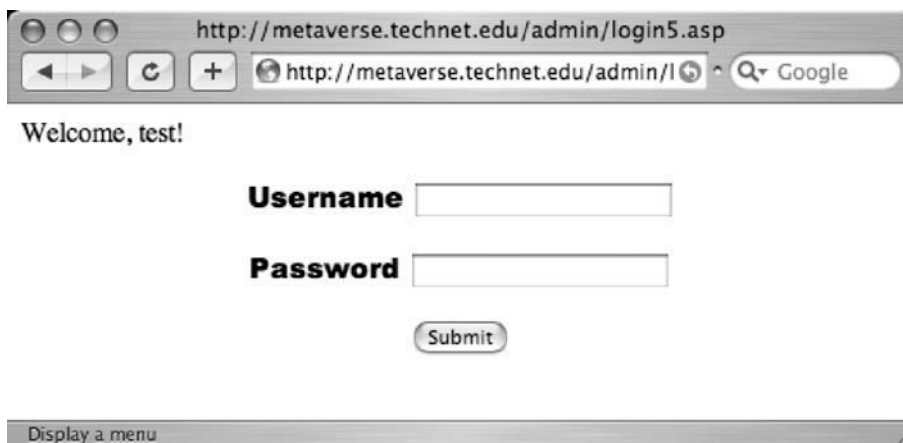 http://metaverse.technet.edu/admin/login5.asp
http://metaverse.technet.edu/admin/l Google
Welcome, test!
Username
Password
Submit
Display a menu